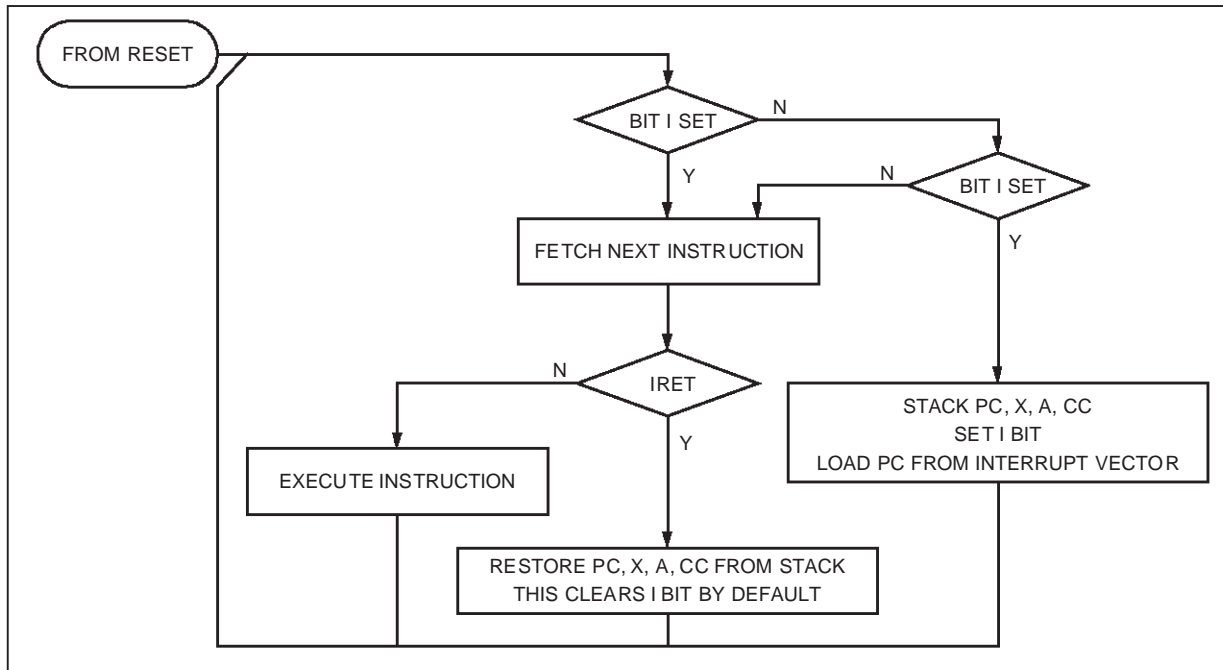 FROM RESET
BIT I SET
N
Y
BIT I SET
N
Y
FETCH NEXT INSTRUCTION
IRET
N
Y
STACK PC, X, A, CC
SET I BIT
LOAD PC FROM INTERRUPT VECTOR
EXECUTE INSTRUCTION
RESTORE PC, X, A, CC FROM STACK
THIS CLEARS I BIT BY DEFAULT